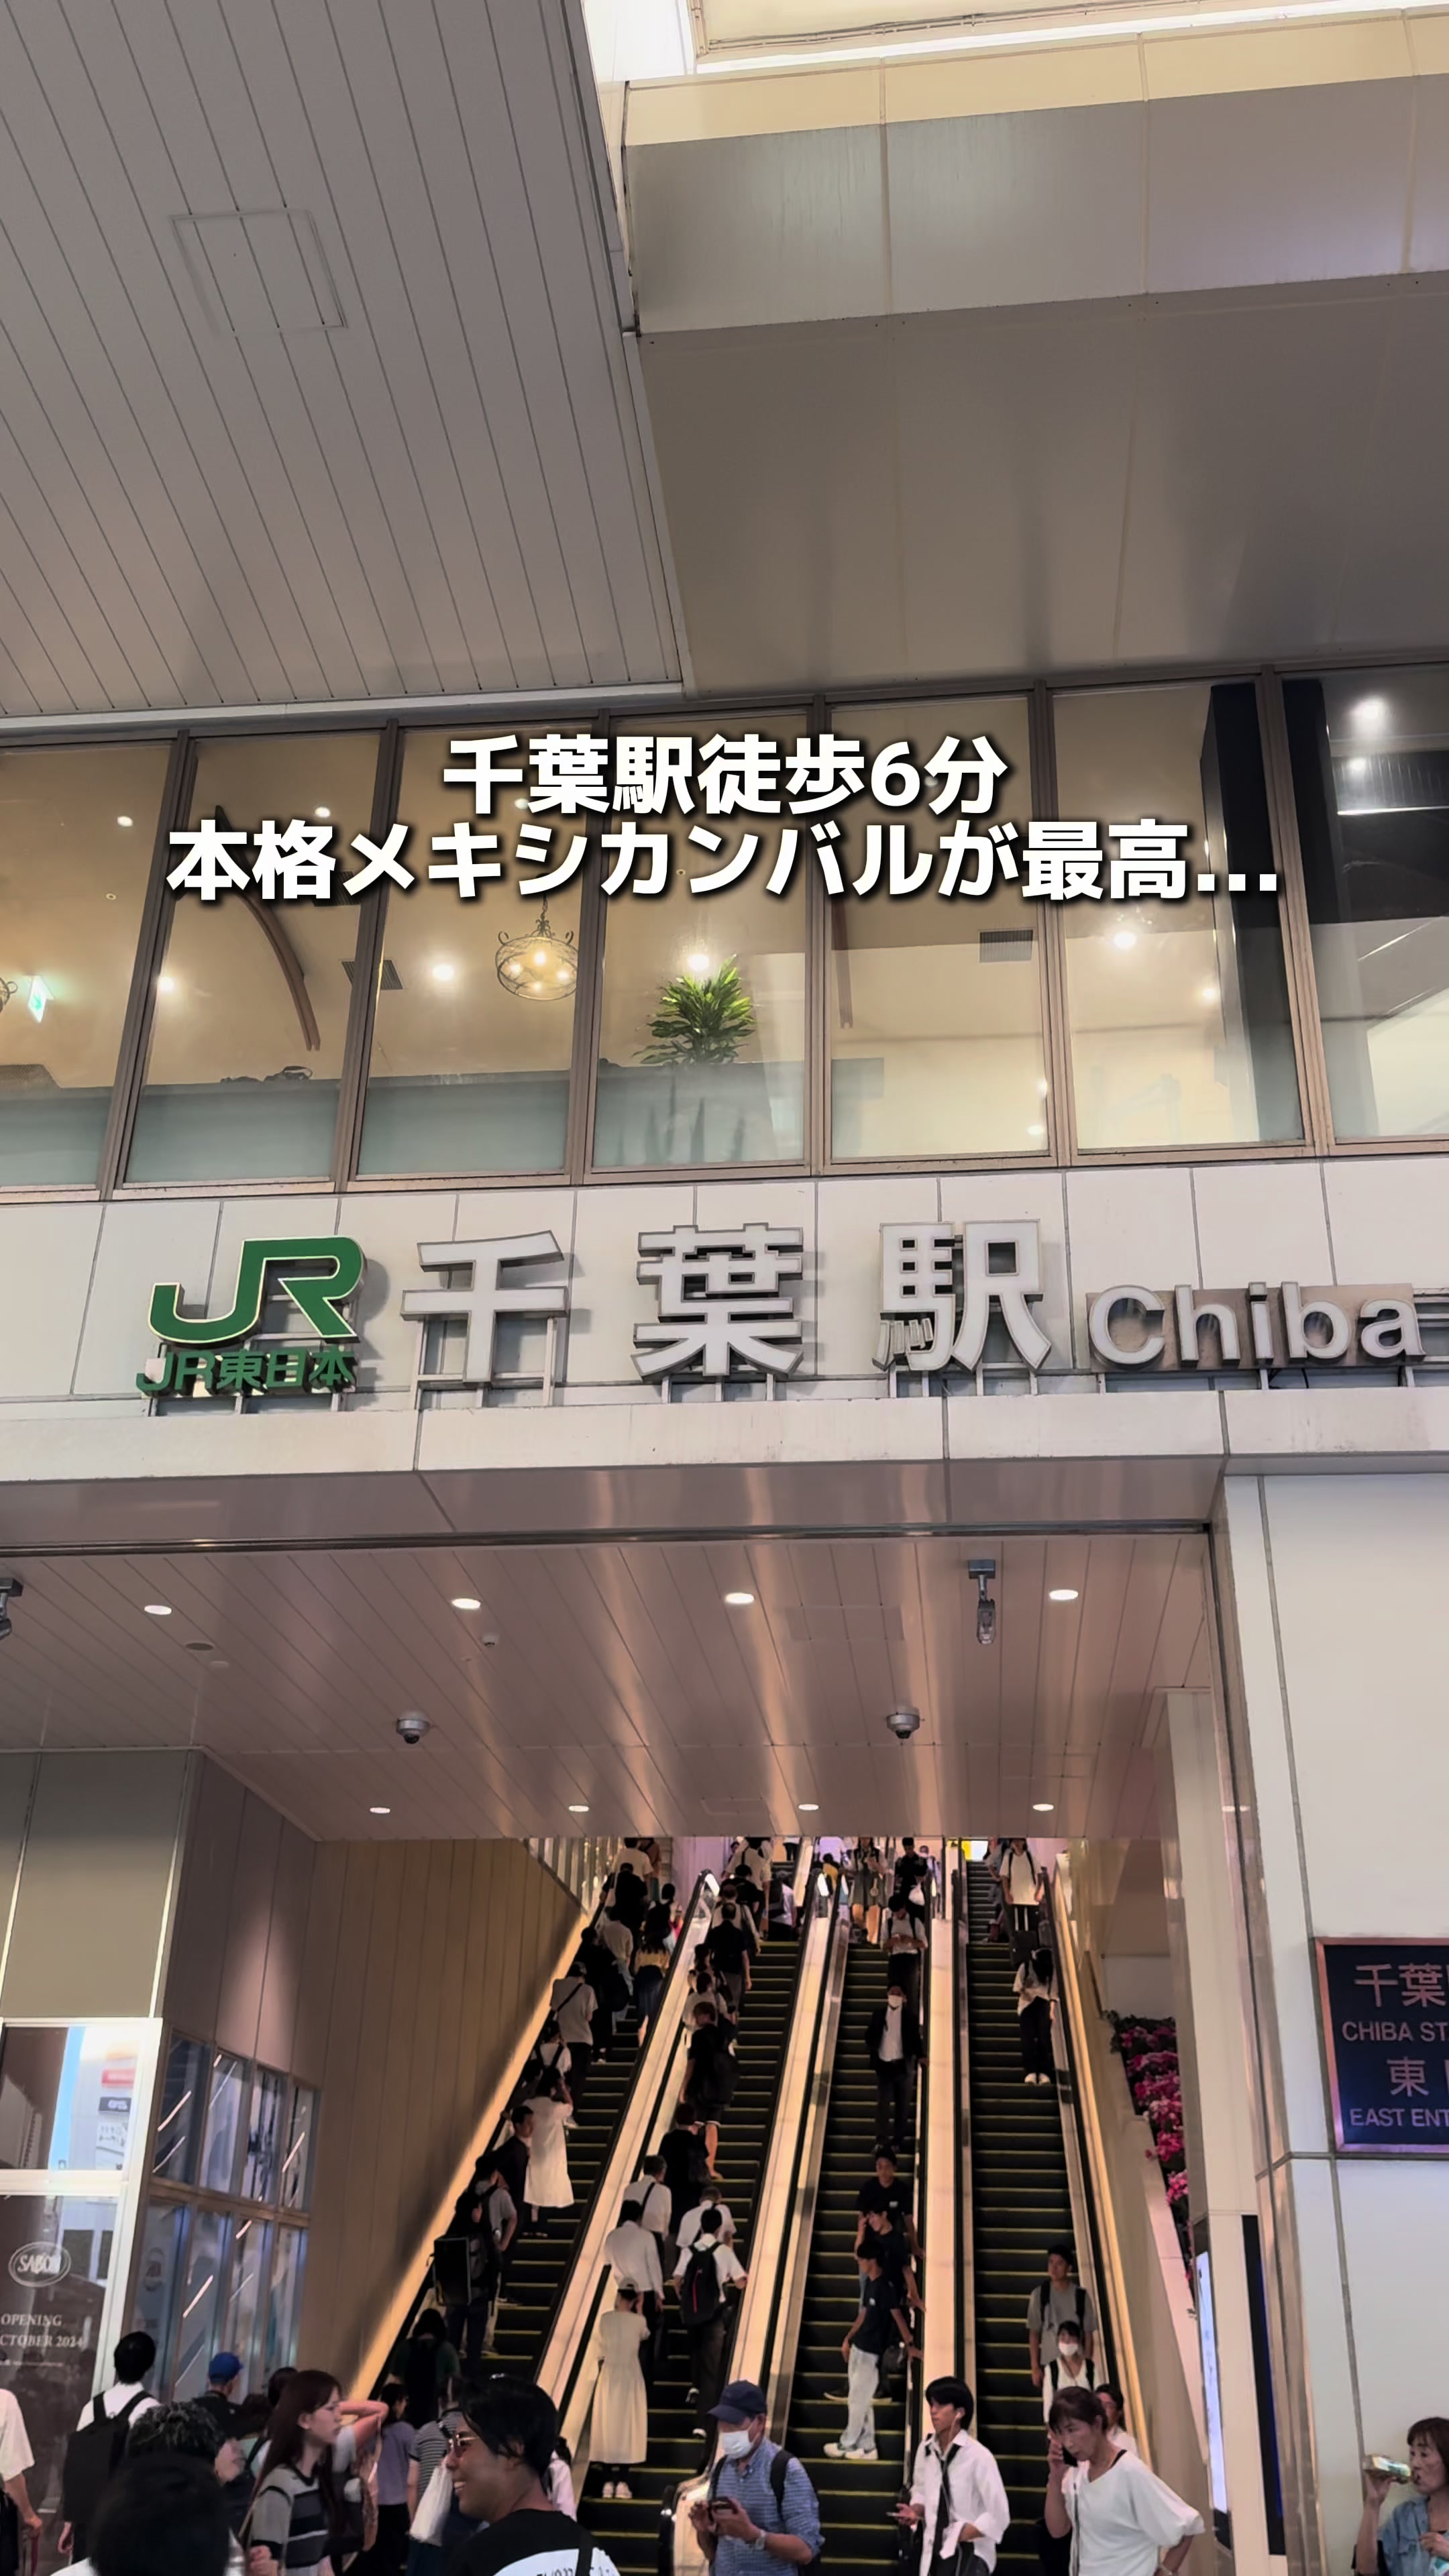 千葉駅徒歩6分
本格メキシカンバルが最高...
JR 千葉駅 Chiba
JR東日本
千葉
CHIBA ST
東
EAST ENT
SABON
OPENING
OCTOBER 2024